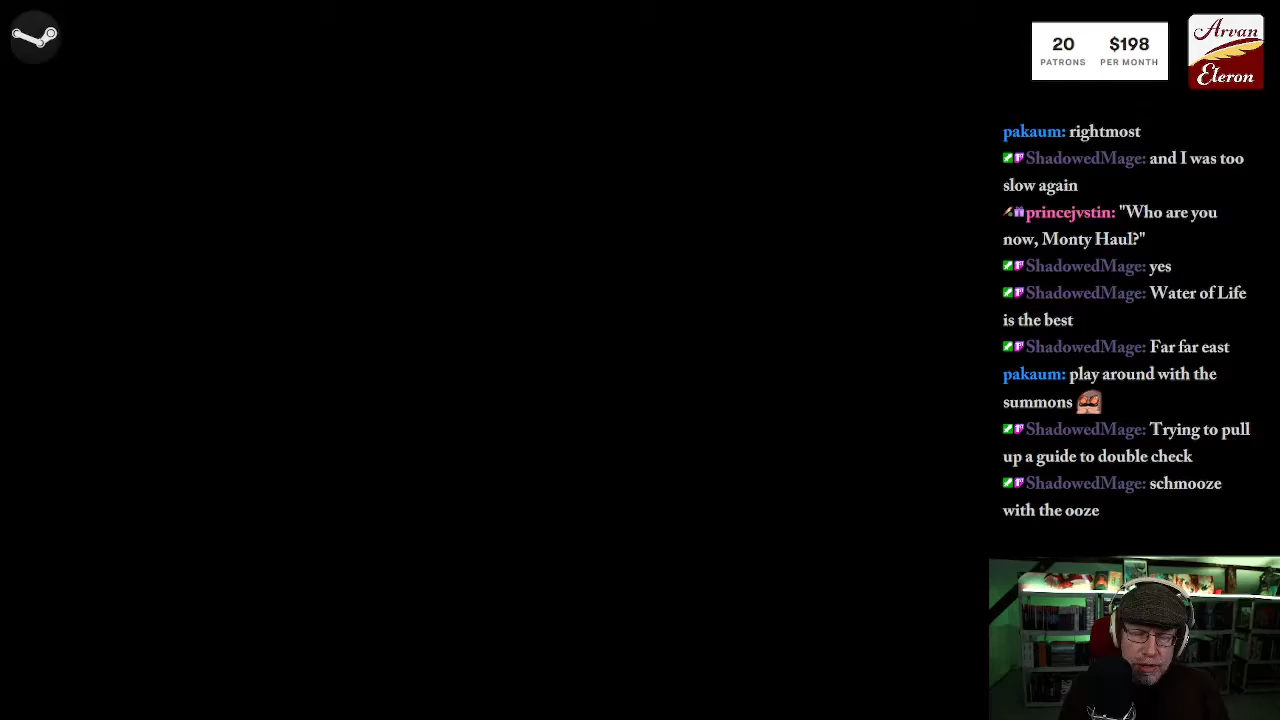 20 $198
PATRONS PER MONTH
Arvan
Eleron
pakaum: rightmost
ShadowedMage: and I was too
slow again
princejvstin: "Who are you
now, Monty Haul?"
ShadowedMage: yes
ShadowedMage: Water of Life
is the best
ShadowedMage: Far far east
pakaum: play around with the
summons
ShadowedMage: Trying to pull
up a guide to double check
ShadowedMage: schmooze
with the ooze